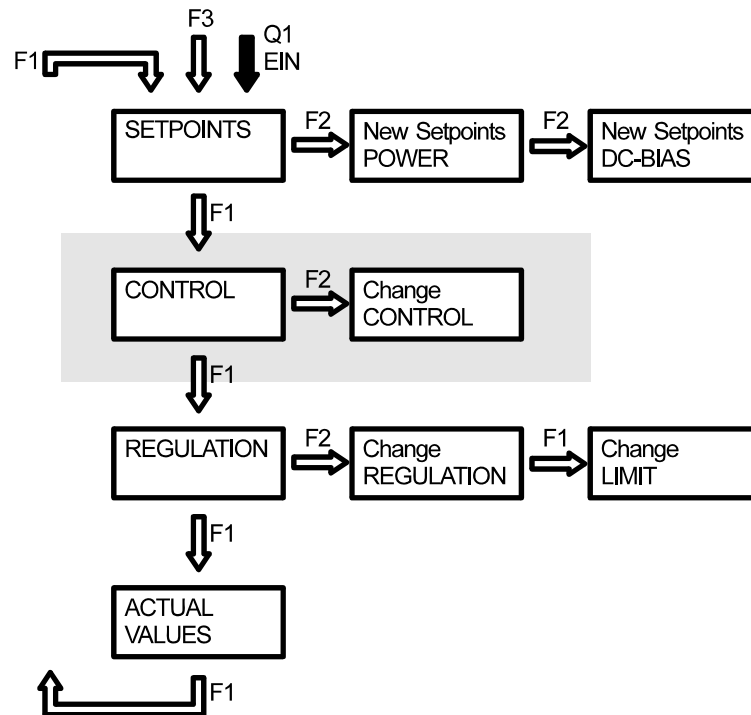 F3
Q1
EIN
F1
SETPOINTS
F2
New Setpoints
POWER
F2
New Setpoints
DC-BIAS
F1
CONTROL
F2
Change
CONTROL
F1
REGULATION
F2
Change
REGULATION
F1
Change
LIMIT
F1
ACTUAL
VALUES
F1